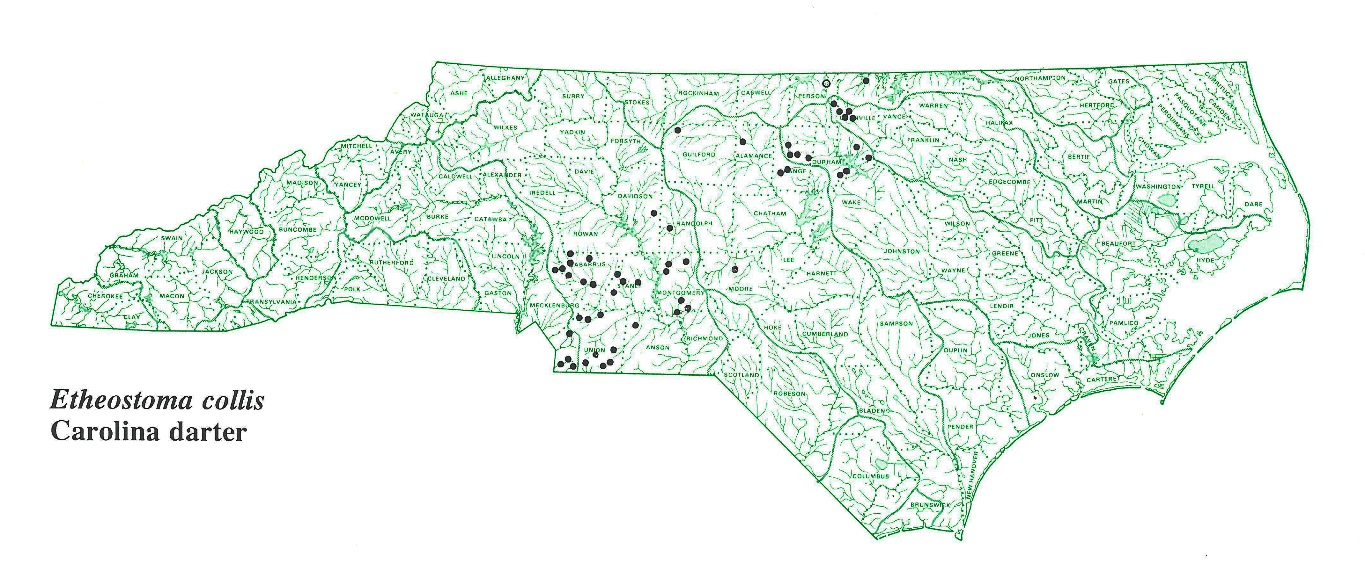 ALLEGHANY
NORTHAMPTON
GATES
ASHE
SURRY
STOKES
ROCKINGHAM
CASWELL
PERSON
HERTFORD
WATAUGA
WARREN
WILKES
YADKIN
VANCE
HALIFAX
FORSYTH
FRANKLIN
MITCHELL
AVERY
GUILFORD
ALAMANCE
DURHAM
NASH
BERTIE
CALDWELL
ALEXANDER
DAVIE
MADISON
YANCEY
IREDELL
DAVIDSON
EDGECOMBE
WASHINGTON
TYRELL
MARTIN
WAKE
DARE
MCDOWELL
BURKE
CATAWBA
RANDOLPH
CHATHAM
WILSON
PITT
HAYWOOD
BUNCOMBE
SWAIN
ROWAN
BEAUFORT
JOHNSTON
GREENE
LINCOLN
LEE
HYDE
RUTHERFORD
JACKSON
GRAHAM
HENDERSON
CLEVELAND
HARNETT
WAYNE
POLK
GASTON
MONTGOMERY
MOORE
CHEROKEE
MACON
TRANSYLVANIA
MECKLENBURG
LENOIR
CLAY
HOKE
CUMBERLAND
SAMPSON
PAMLICO
JONES
CRAVEN
RICHMOND
ANSON
UNION
DUPLIN
SCOTLAND
ONSLOW
CARTERET
ROBESON
BLADEN
PENDER
COLUMBUS
NEW HANOVER
BRUNSWICK
Etheostoma collis
Carolina darter